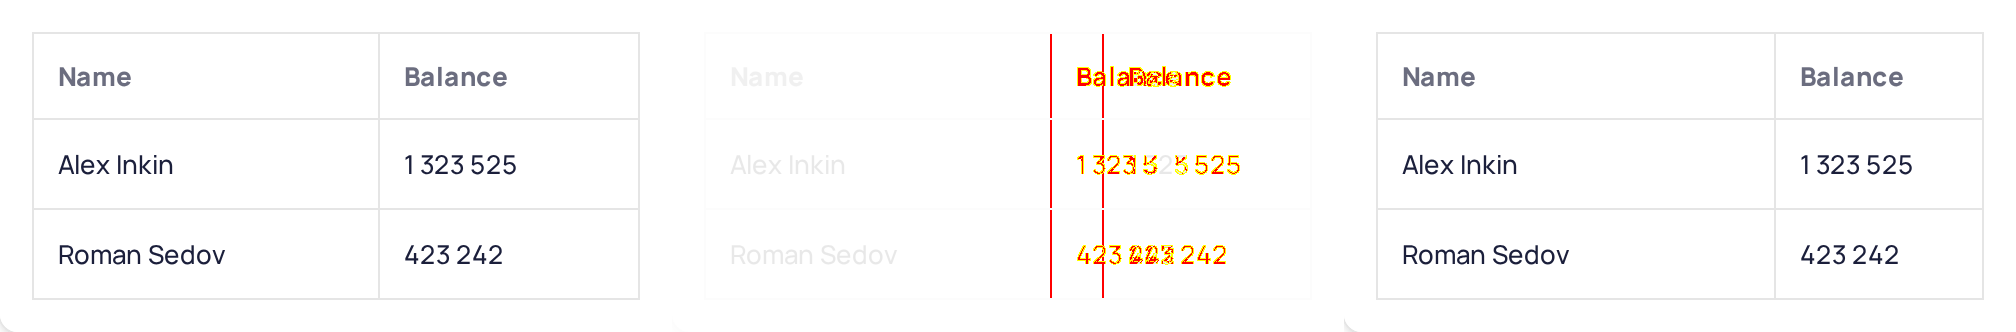 Name Balance Name Balance Name Balance
Alex Inkin 1 323 525 Alex Inkin 1 323 525 Alex Inkin 1 323 525
Roman Sedov 423 242 Roman Sedov 423 242 Roman Sedov 423 242